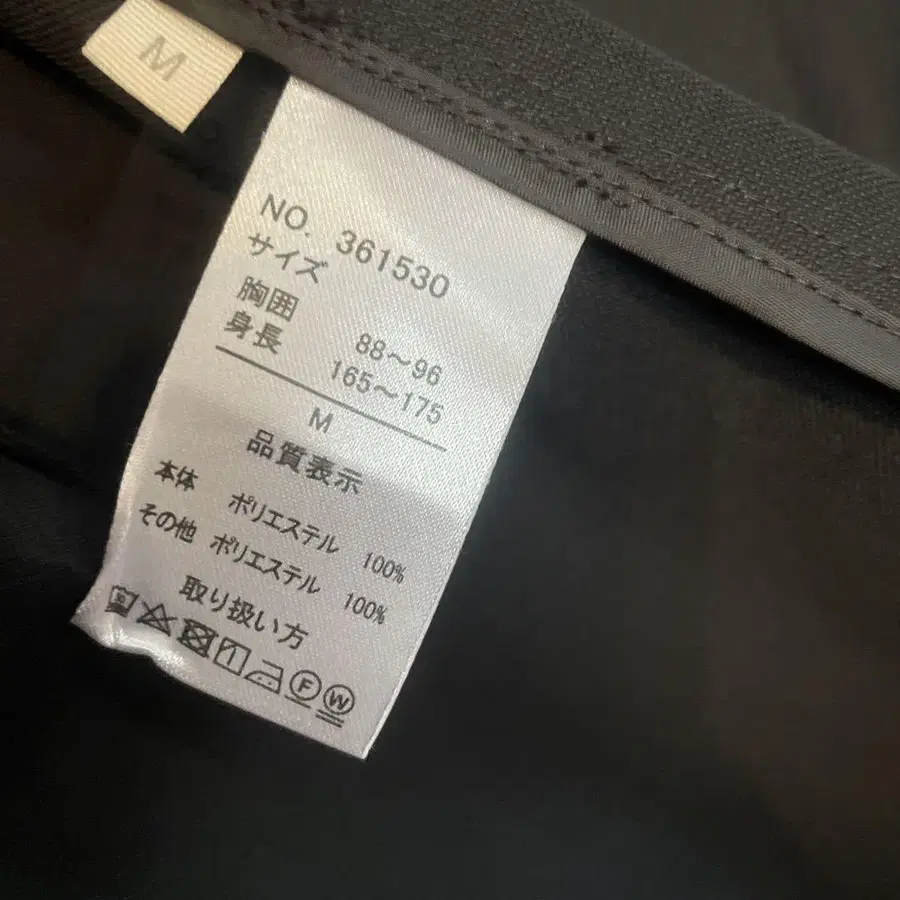 M
NO. 361530
サイズ
胸囲 88～96
身長 165～175
M
品質表示
本体 ポリエステル 100%
その他 ポリエステル 100%
取り扱い方
F W